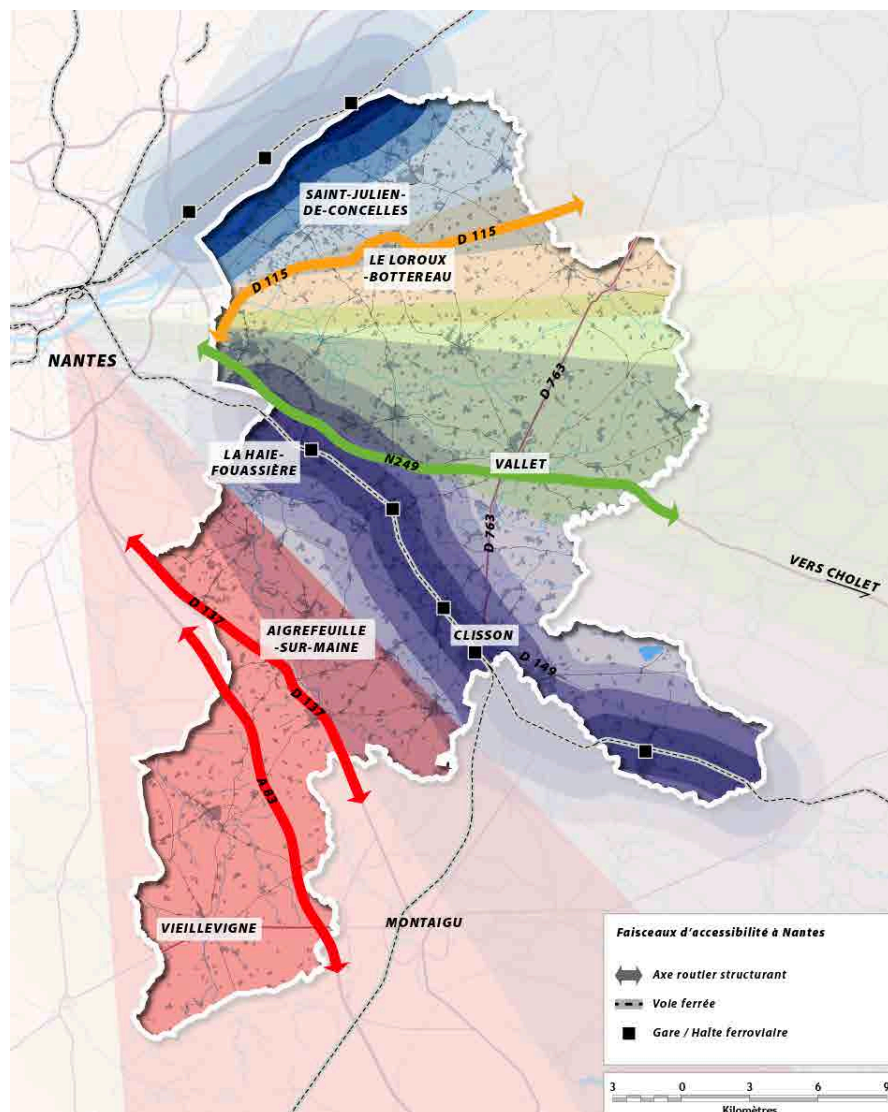 SAINT-JULIEN-
DE-CONCELLES
D 115
LE LOROUX
-BOTTEREAU
D 115
NANTES
D 763
LA HAIE-
FOUASSIÈRE
N249
VALLET
D 763
VERS CHOLET
D 137
AIGREFEUILLE
-SUR-MAINE
CLISSON
D 149
D 137
A 83
VIEILLEVIGNE
MONTAIGU
Faisceaux d'accessibilité à Nantes
Axe routier structurant
Voie ferrée
Gare / Halte ferroviaire
3 0 3 6 9
Kilomètres